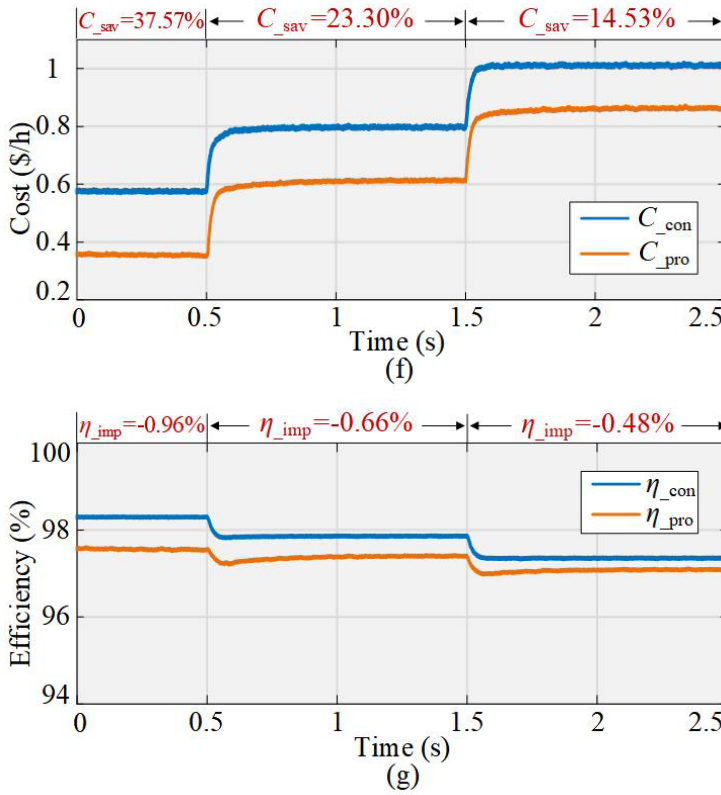 C_sav=37.57% C_sav=23.30% C_sav=14.53%
1
0.8
0.6
0.4
0.2
Cost ($/h)
C_con
C_pro
0 0.5 1 1.5 2 2.5
Time (s)
(f)
η_imp=-0.96% η_imp=-0.66% η_imp=-0.48%
100
98
96
94
Efficiency (%)
η_con
η_pro
0 0.5 1 1.5 2 2.5
Time (s)
(g)